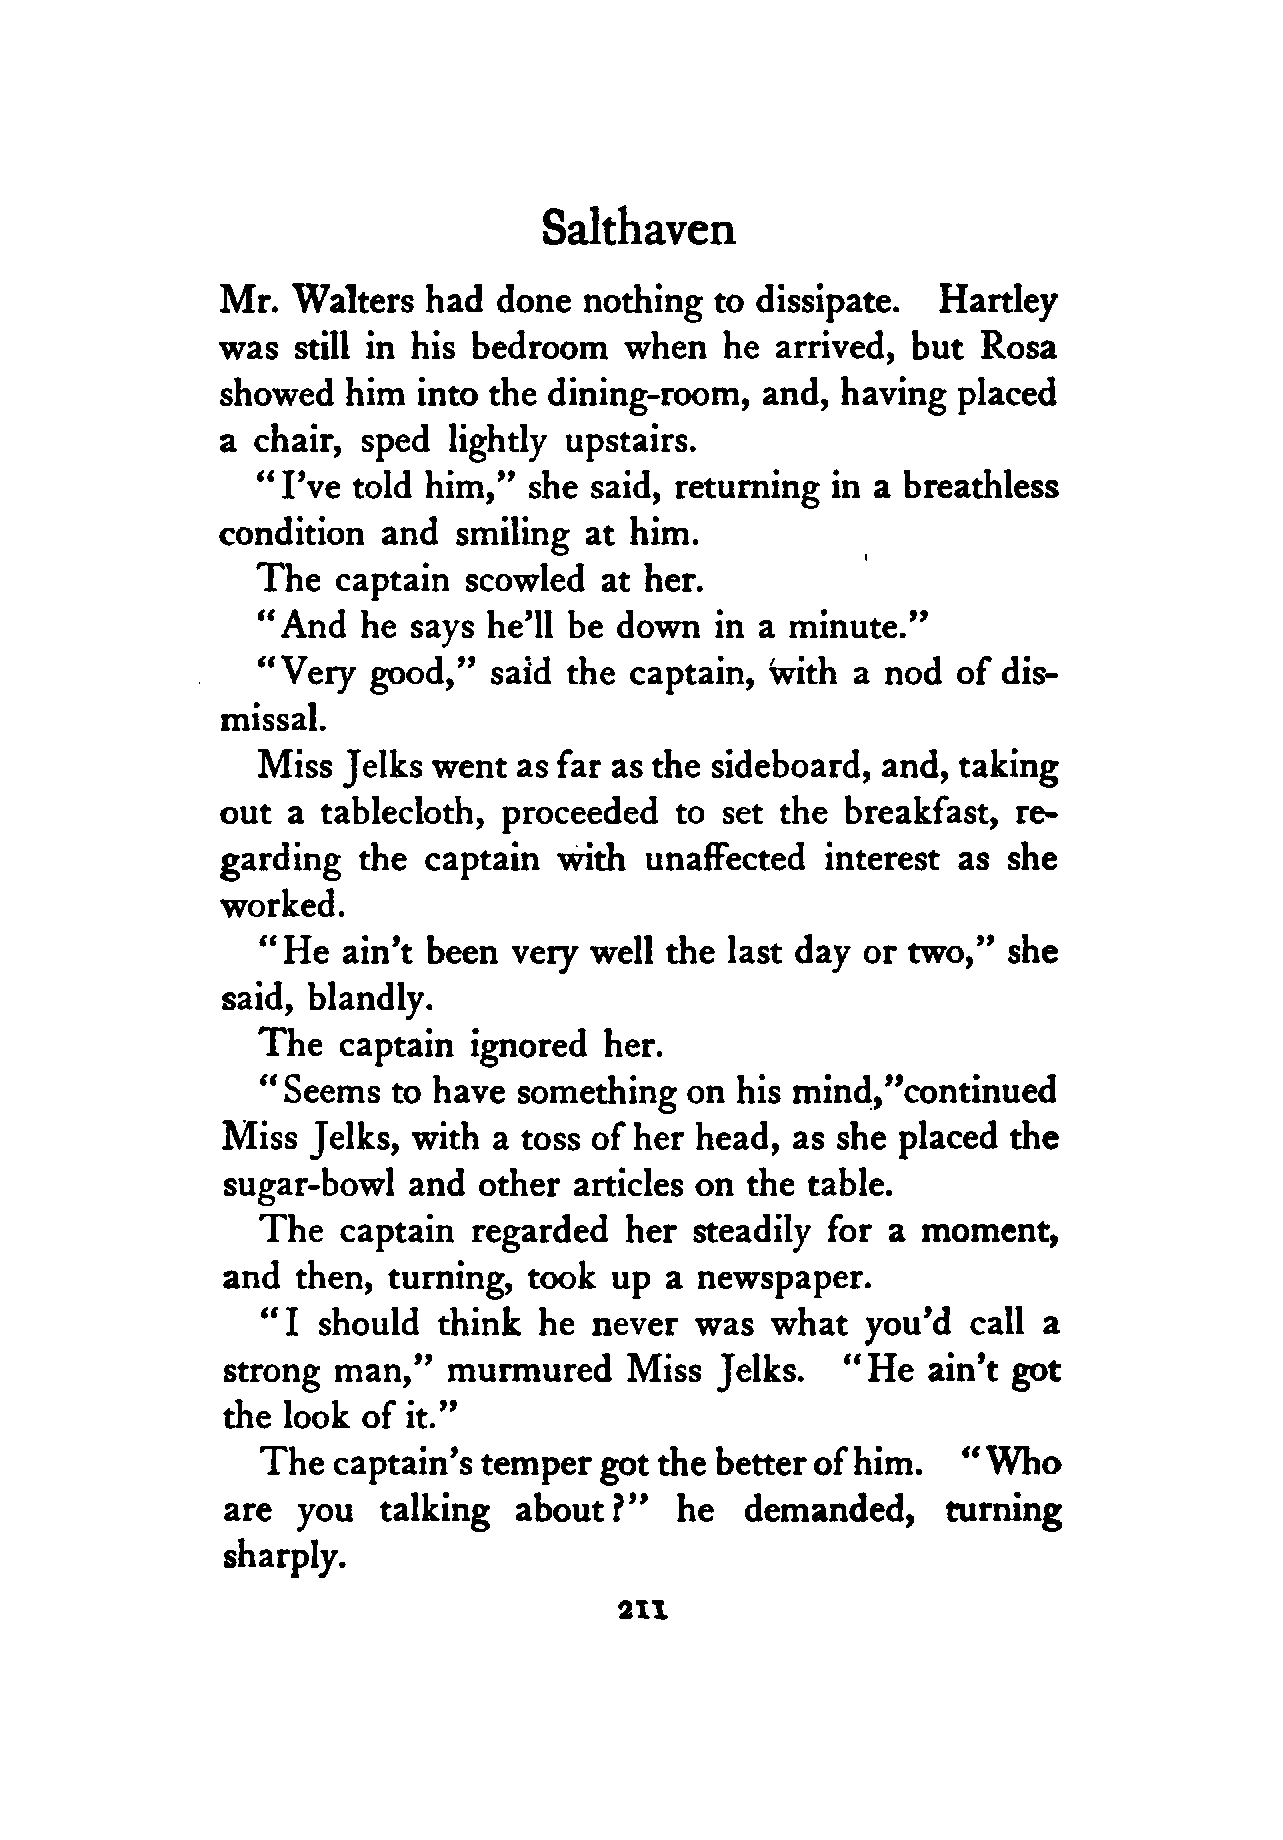 Salthaven
Mr. Walters had done nothing to dissipate. Hartley
was still in his bedroom when he arrived, but Rosa
showed him into the dining-room, and, having placed
a chair, sped lightly upstairs.
"I've told him," she said, returning in a breathless
condition and smiling at him.
The captain scowled at her.
"And he says he'll be down in a minute."
"Very good," said the captain, with a nod of dis-
missal.
Miss Jelks went as far as the sideboard, and, taking
out a tablecloth, proceeded to set the breakfast, re-
garding the captain with unaffected interest as she
worked.
"He ain't been very well the last day or two," she
said, blandly.
The captain ignored her.
"Seems to have something on his mind,"continued
Miss Jelks, with a toss of her head, as she placed the
sugar-bowl and other articles on the table.
The captain regarded her steadily for a moment,
and then, turning, took up a newspaper.
"I should think he never was what you'd call a
strong man," murmured Miss Jelks. "He ain't got
the look of it."
The captain's temper got the better of him. "Who
are you talking about?" he demanded, turning
sharply.
211